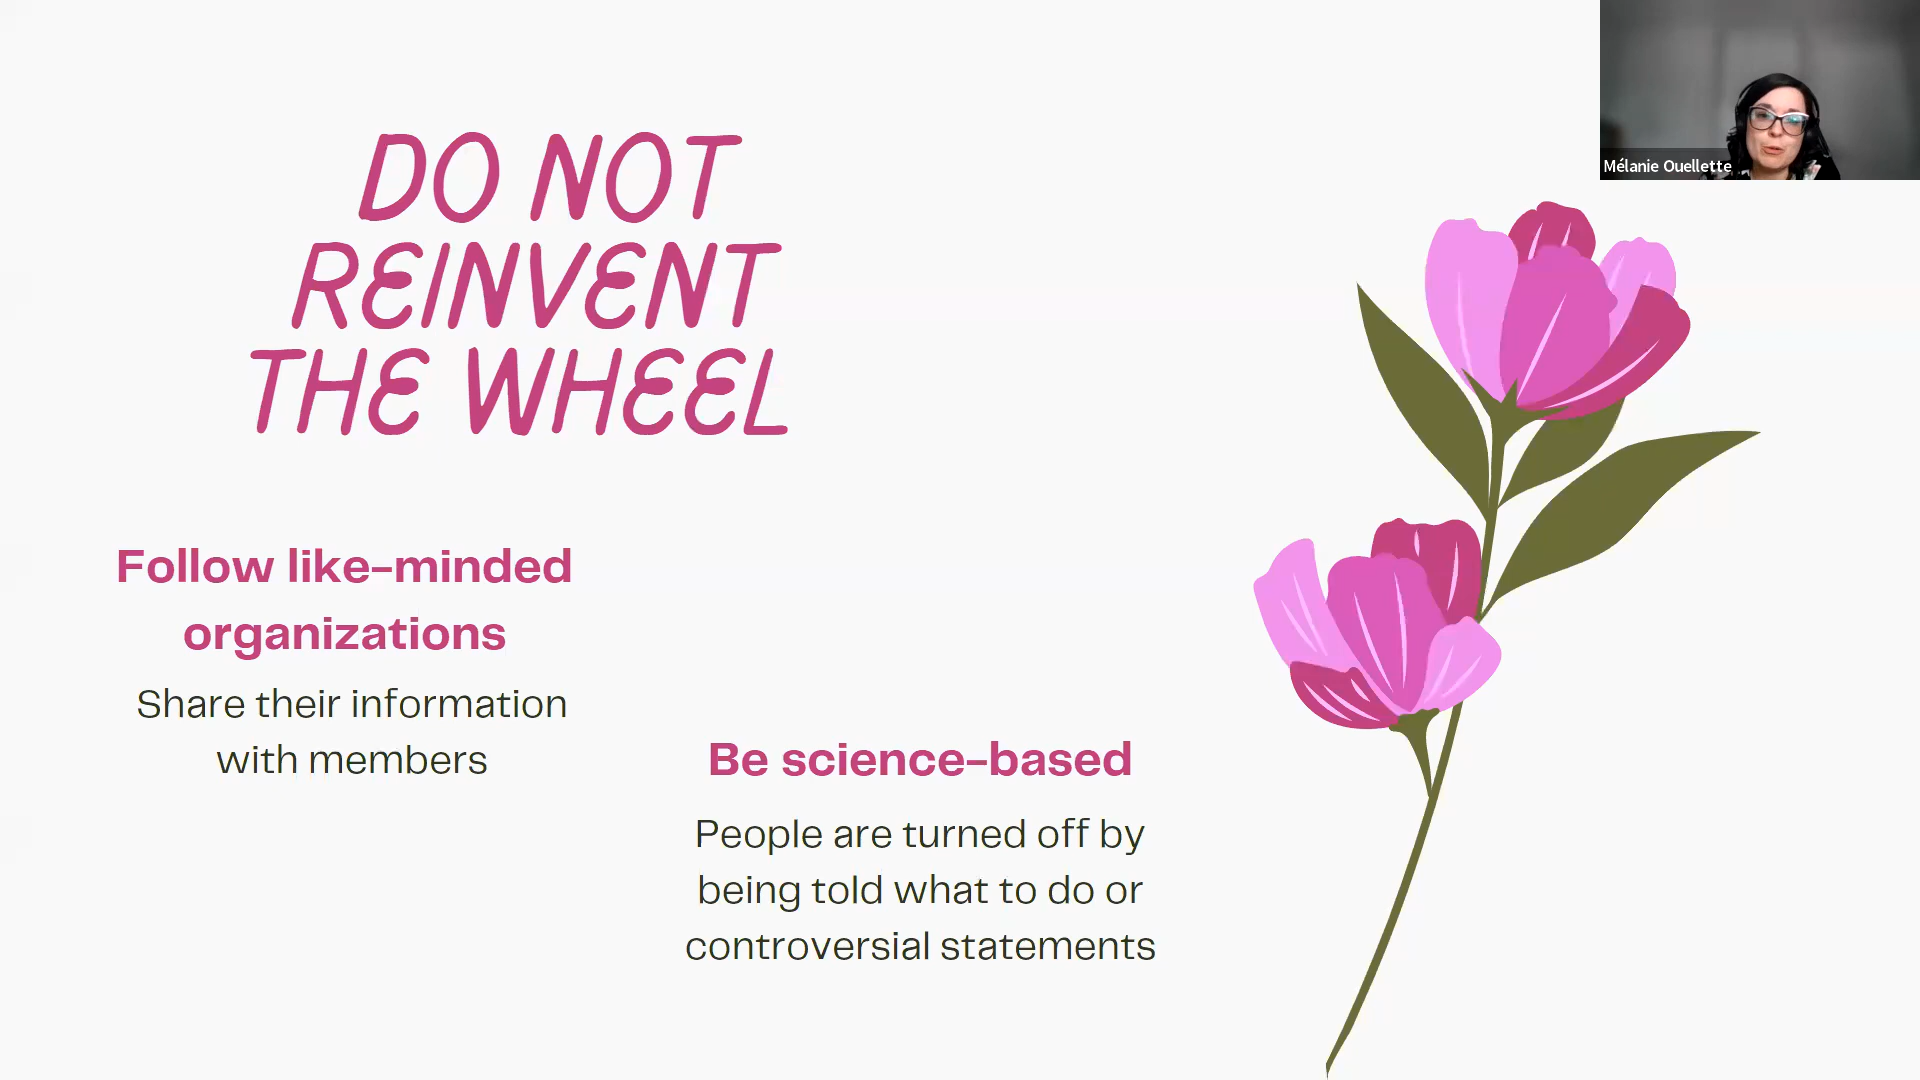 Mélanie Ouellette
DO NOT
REINVENT
THE WHEEL
Follow like-minded
organizations
Share their information
with members
Be science-based
People are turned off by
being told what to do or
controversial statements